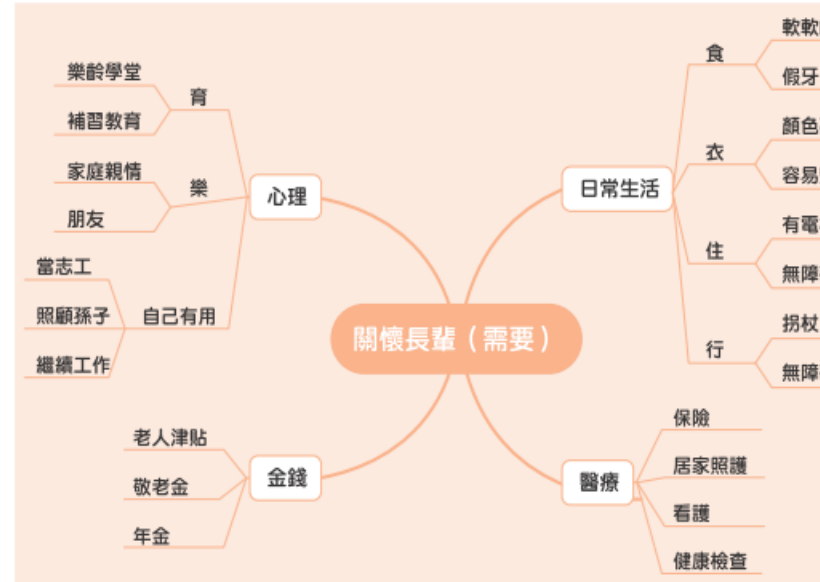 關懷長輩（需要）
心理
育
樂齡學堂
補習教育
樂
家庭親情
朋友
自己有用
當志工
照顧孫子
繼續工作
金錢
老人津貼
敬老金
年金
日常生活
食
軟軟
假牙
衣
顏色
容易
住
有電
無障
行
拐杖
無障
醫療
保險
居家照護
看護
健康檢查